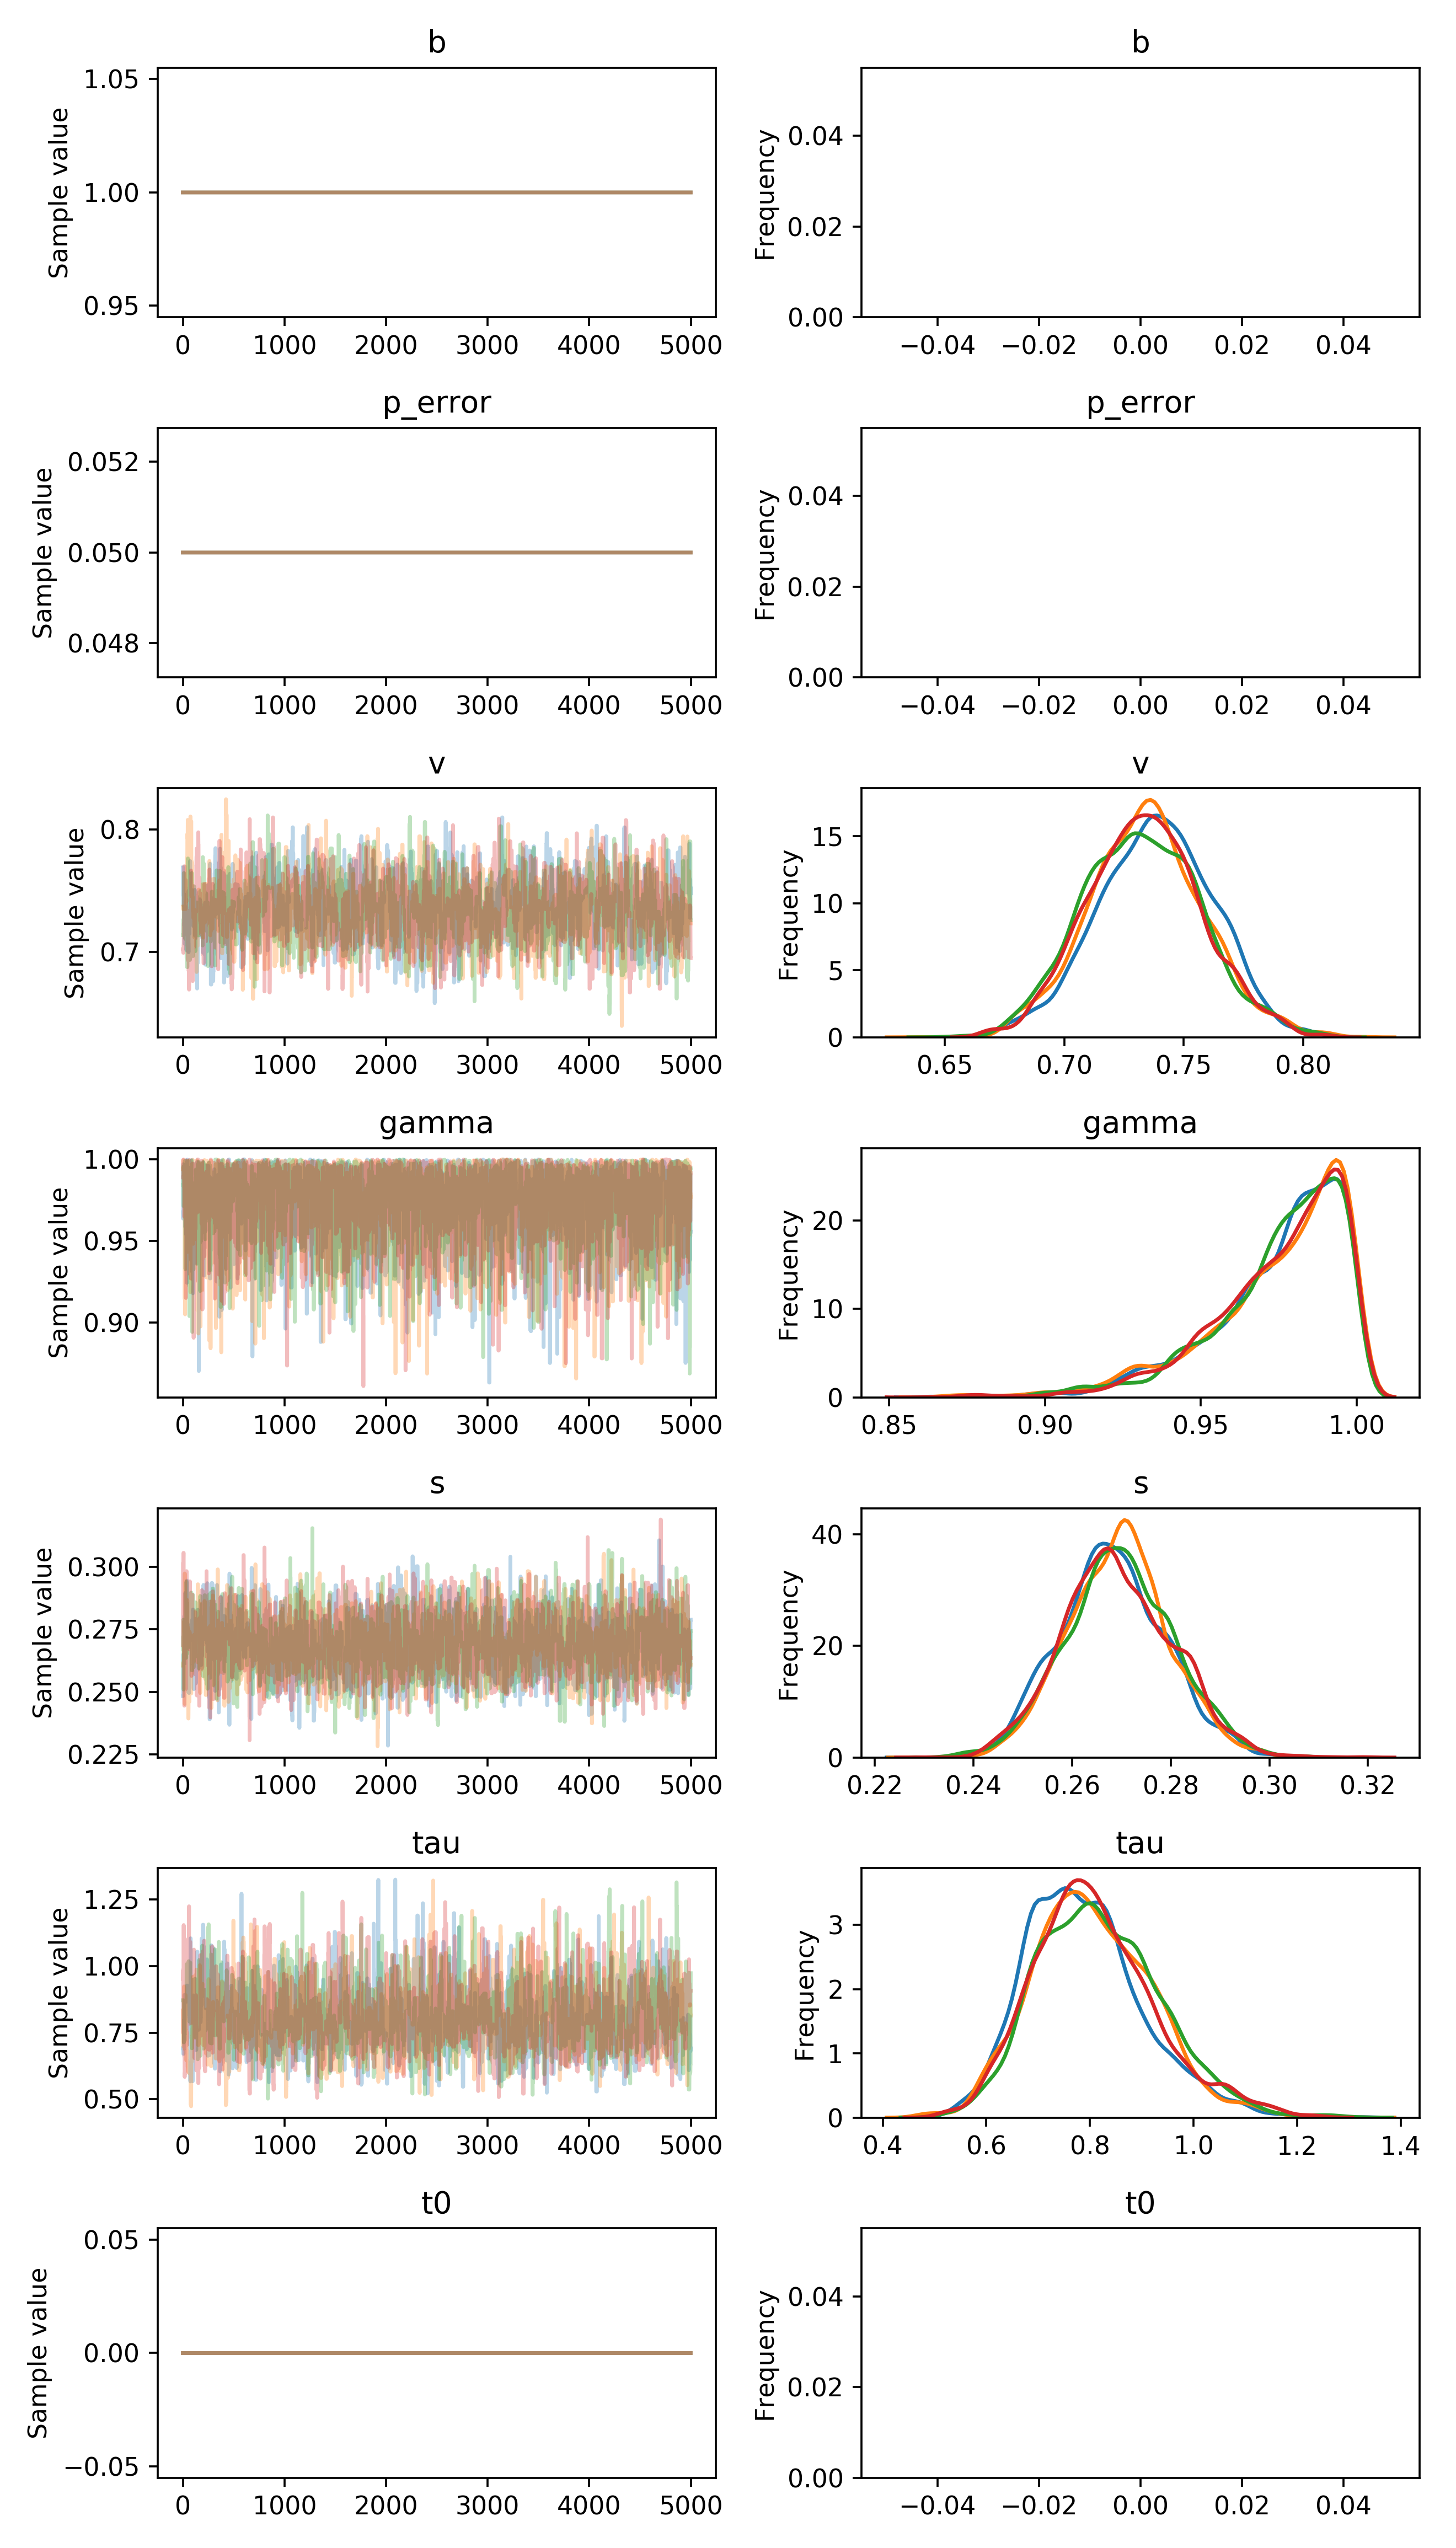 b
b
Sample value
1.05
1.00
0.95
0 1000 2000 3000 4000 5000
Frequency
0.04
0.02
0.00
−0.04 −0.02 0.00 0.02 0.04
p_error
p_error
Sample value
0.052
0.050
0.048
0 1000 2000 3000 4000 5000
Frequency
0.04
0.02
0.00
−0.04 −0.02 0.00 0.02 0.04
v
v
Sample value
0.8
0.7
0 1000 2000 3000 4000 5000
Frequency
15
10
5
0
0.65 0.70 0.75 0.80
gamma
gamma
Sample value
1.00
0.95
0.90
0 1000 2000 3000 4000 5000
Frequency
20
10
0
0.85 0.90 0.95 1.00
s
s
Sample value
0.300
0.275
0.250
0.225
0 1000 2000 3000 4000 5000
Frequency
40
20
0
0.22 0.24 0.26 0.28 0.30 0.32
tau
tau
Sample value
1.25
1.00
0.75
0.50
0 1000 2000 3000 4000 5000
Frequency
3
2
1
0
0.4 0.6 0.8 1.0 1.2 1.4
t0
t0
Sample value
0.05
0.00
−0.05
0 1000 2000 3000 4000 5000
Frequency
0.04
0.02
0.00
−0.04 −0.02 0.00 0.02 0.04